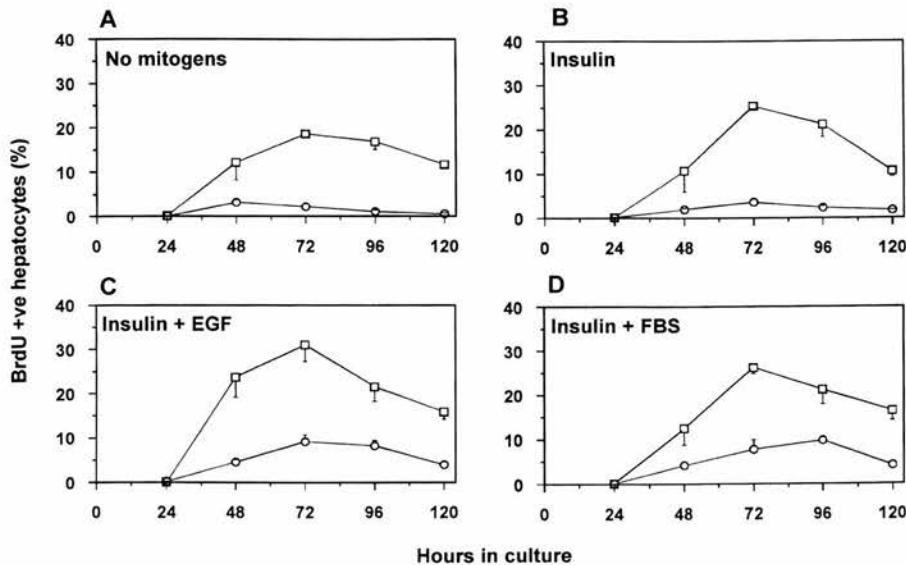 A
40
No mitogens
30
20
10
0
0 24 48 72 96 120
B
40
Insulin
30
20
10
0
0 24 48 72 96 120
C
40
Insulin + EGF
30
20
10
0
0 24 48 72 96 120
D
40
Insulin + FBS
30
20
10
0
0 24 48 72 96 120
BrdU +ve hepatocytes (%)
Hours in culture